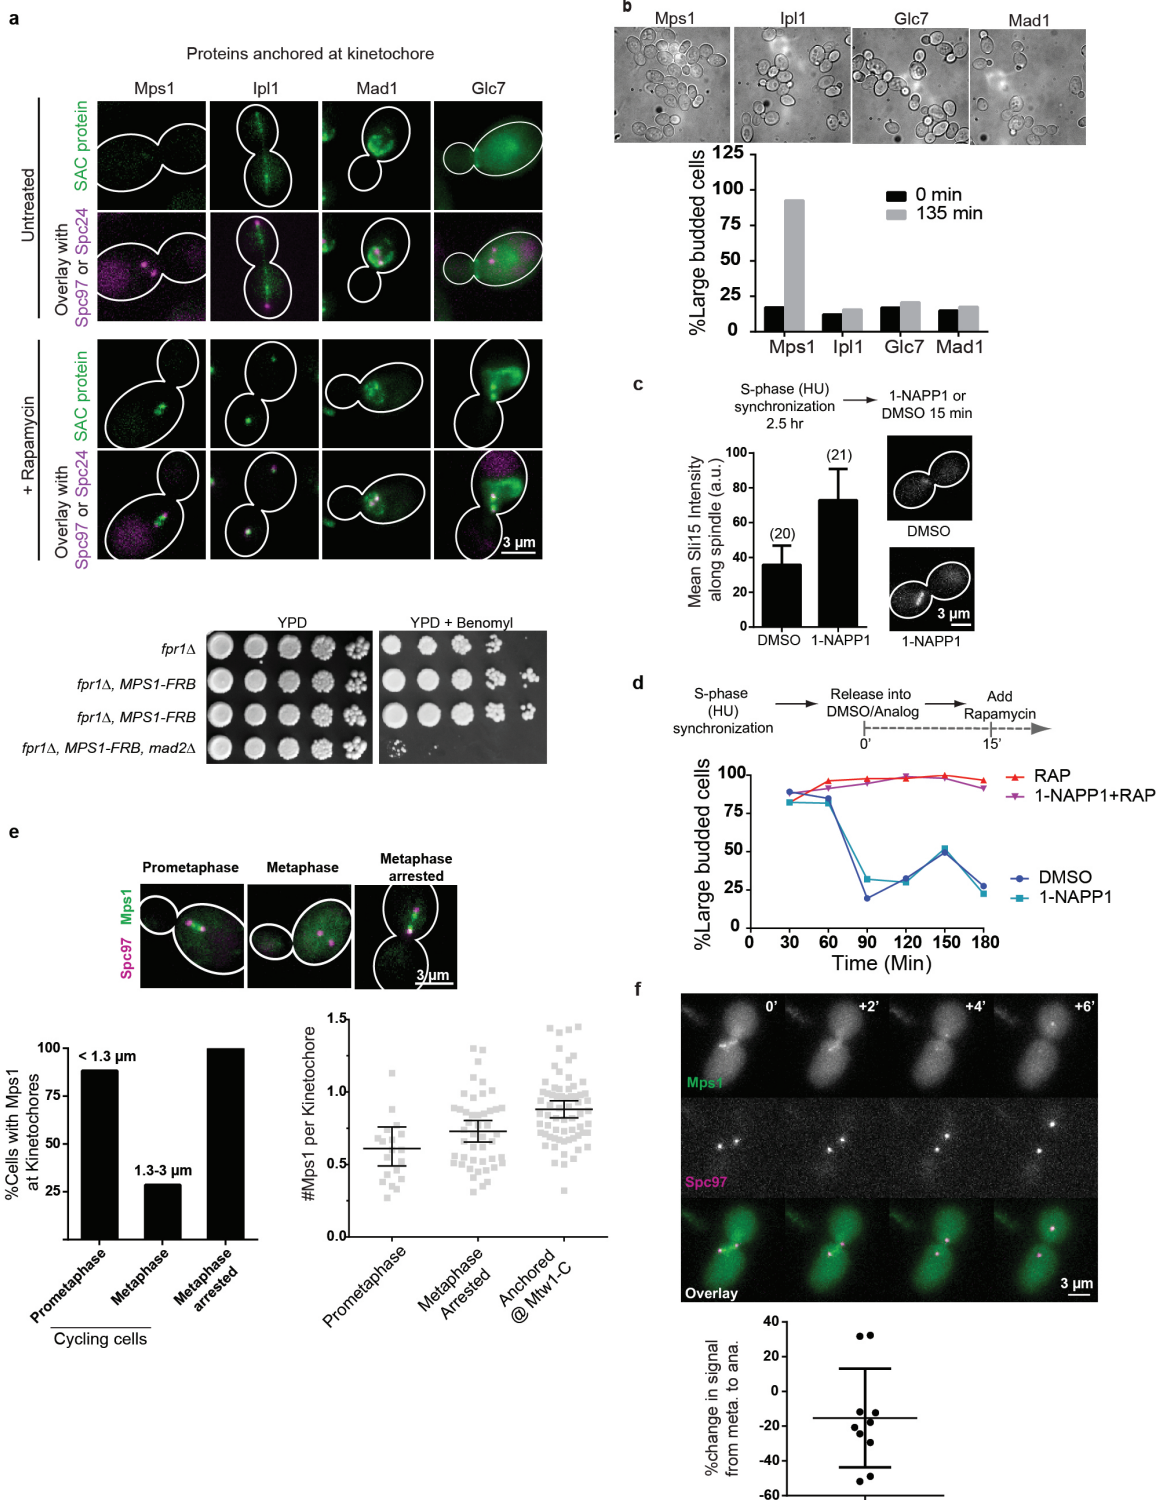 a
Proteins anchored at kinetochore
Mps1 Ipl1 Mad1 Glc7
Untreated
SAC protein
Overlay with
Spc97 or Spc24
+ Rapamycin
SAC protein
Overlay with
Spc97 or Spc24
3 µm
YPD YPD + Benomyl
fpr1Δ
fpr1Δ, MPS1-FRB
fpr1Δ, MPS1-FRB
fpr1Δ, MPS1-FRB, mad2Δ
b
Mps1 Ipl1 Glc7 Mad1
%Large budded cells
125
100
75
50
25
0
0 min
135 min
Mps1 Ipl1 Glc7 Mad1
c
S-phase (HU)
synchronization
2.5 hr
1-NAPP1 or
DMSO 15 min
Mean Sli15 Intensity
along spindle (a.u.)
100
80
60
40
20
0
(20)
(21)
DMSO 1-NAPP1
DMSO
3 µm
1-NAPP1
d
S-phase
(HU)
synchronization
Release into
DMSO/Analog
Add
Rapamycin
0’ 15’
%Large budded cells
100
75
50
25
0
0 30 60 90 120 150 180
Time (Min)
RAP
1-NAPP1+RAP
DMSO
1-NAPP1
e
Prometaphase Metaphase Metaphase
arrested
Spc97 Mps1
3 µm
%Cells with Mps1
at Kinetochores
100
75
50
25
< 1.3 µm
1.3-3 µm
Prometaphase
Metaphase
Metaphase
arrested
Cycling cells
#Mps1 per Kinetochore
1.5
1.0
0.5
0.0
Prometaphase
Metaphase
Arrested
Anchored
@ Mtw1-C
f
0’ +2’ +4’ +6’
Mps1
Spc97
Overlay
3 µm
%change in signal
from meta. to ana.
40
20
0
-20
-40
-60